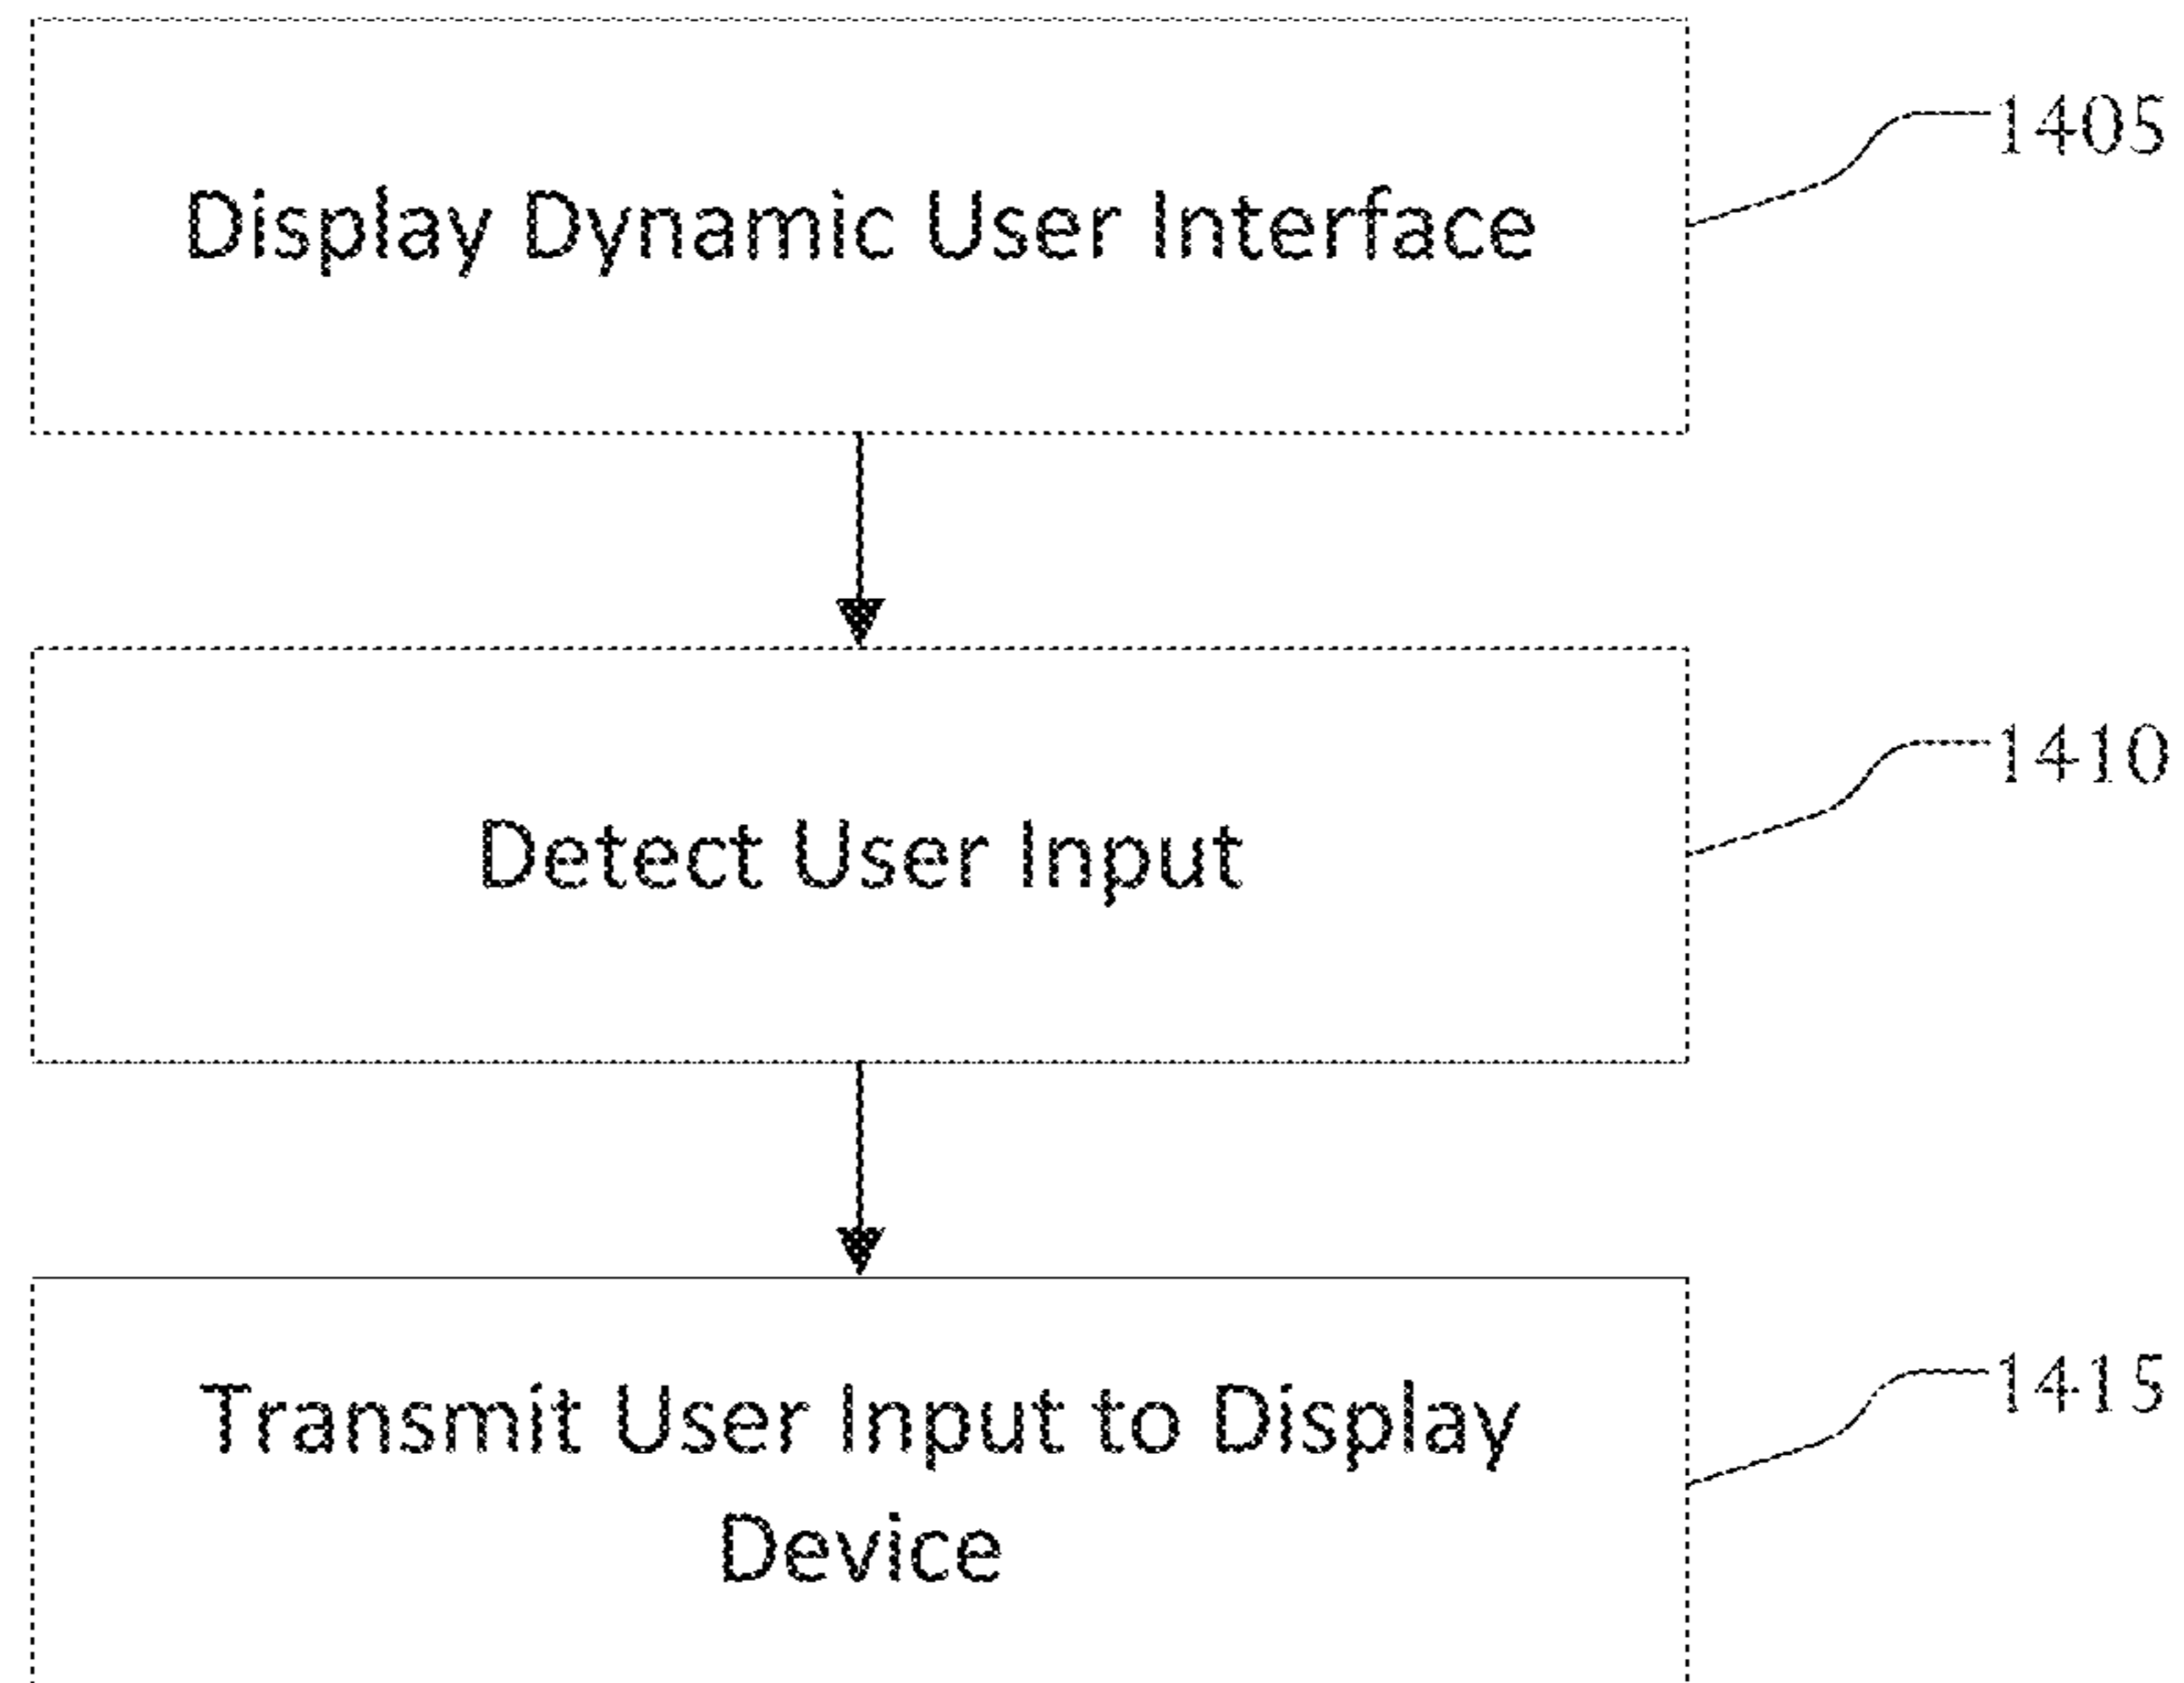 Display Dynamic User Interface
1405
Detect User Input
1410
Transmit User Input to Display
Device
1415